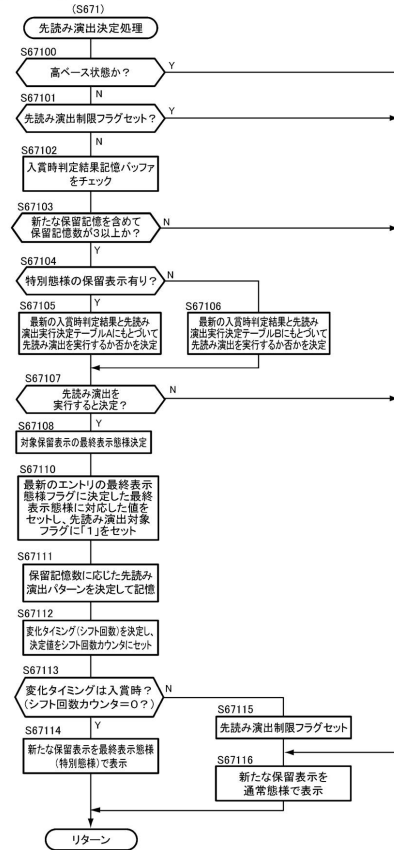 (S671)
先読み演出決定処理
S67100
高ベース状態か？
Y
N
S67101
先読み演出制限フラグセット？
Y
N
S67102
入賞時判定結果記憶バッファ
をチェック
S67103
新たな保留記憶を含めて
保留記憶数が3以上か？
N
Y
S67104
特別態様の保留表示有り？
N
Y
S67105
最新の入賞時判定結果と先読み
演出実行決定テーブルAにもとづいて
先読み演出を実行するか否かを決定
S67106
最新の入賞時判定結果と先読み
演出実行決定テーブルBにもとづいて
先読み演出を実行するか否かを決定
S67107
先読み演出を
実行すると決定？
N
Y
S67108
対象保留表示の最終表示態様決定
S67110
最新のエントリの最終表示
態様フラグに決定した最終
表示態様に対応した値を
セットし、先読み演出対象
フラグに「1」をセット
S67111
保留記憶数に応じた先読み
演出パターンを決定して記憶
S67112
変化タイミング(シフト回数)を決定し、
決定値をシフト回数カウンタにセット
S67113
変化タイミングは入賞時？
(シフト回数カウンタ＝0？)
N
Y
S67114
新たな保留表示を最終表示態様
(特別態様)で表示
S67115
先読み演出制限フラグセット
S67116
新たな保留表示を
通常態様で表示
リターン